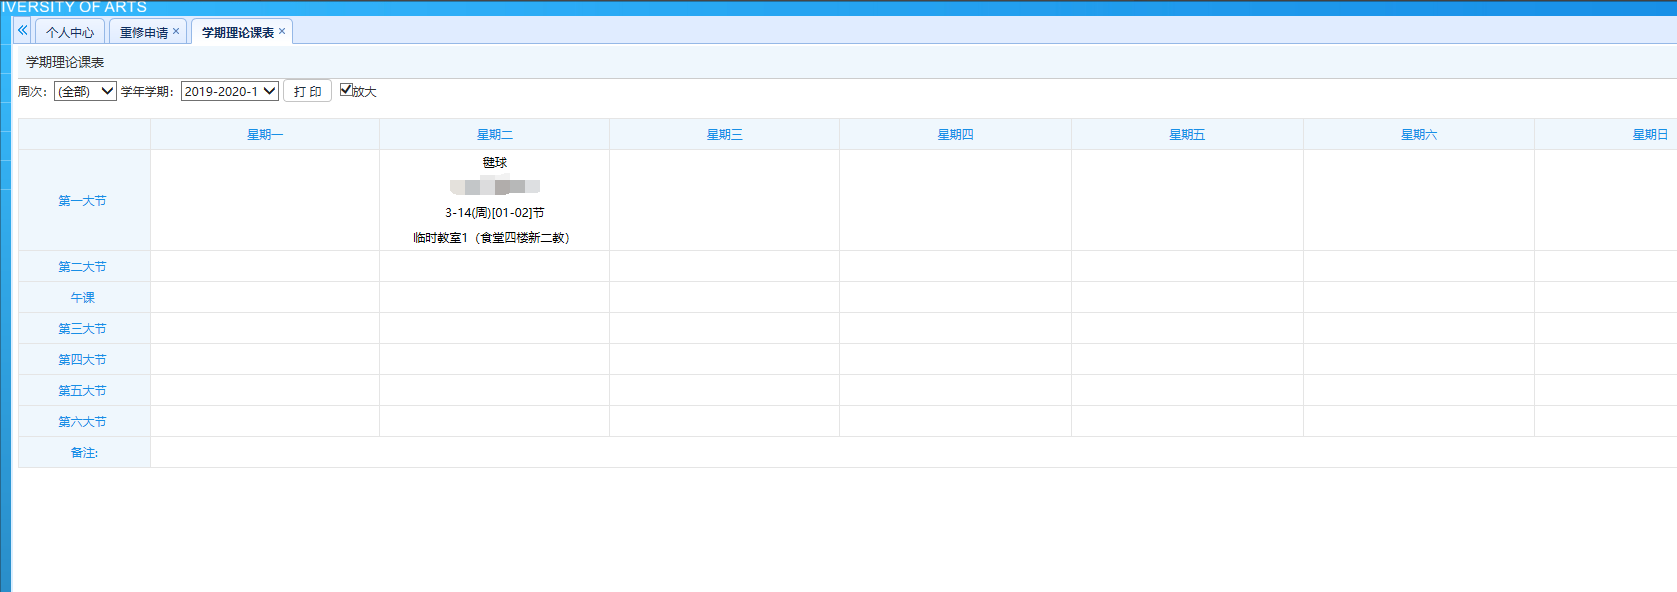 IVERSITY OF ARTS
个人中心 重修申请 × 学期理论课表 ×
学期理论课表
周次： (全部) 学年学期： 2019-2020-1 打 印 放大
星期一 星期二 星期三 星期四 星期五 星期六 星期日
第一大节
毽球
3-14(周)[01-02]节
临时教室1（食堂四楼新二教）
第二大节
午课
第三大节
第四大节
第五大节
第六大节
备注: